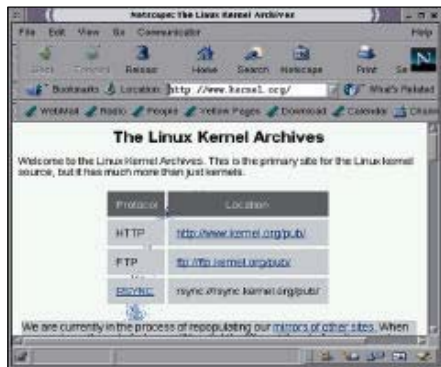 Netscape: The Linux Kernel Archives
File Edit View Go Communicator Help
Back Forward Reload Home Search Netscape Print Se
Bookmarks Location: http://www.kernel.org/ What's Related
WebMail Radio People Yellow Pages Download Calendar Chann
The Linux Kernel Archives
Welcome to the Linux Kernel Archives. This is the primary site for the Linux kernel
source, but it has much more than just kernels.
Protocol Location
HTTP http://www.kernel.org/pub/
FTP ftp://ftp.kernel.org/pub/
RSYNC rsync://rsync.kernel.org/pub/
We are currently in the process of repopulating our mirrors of other sites. When